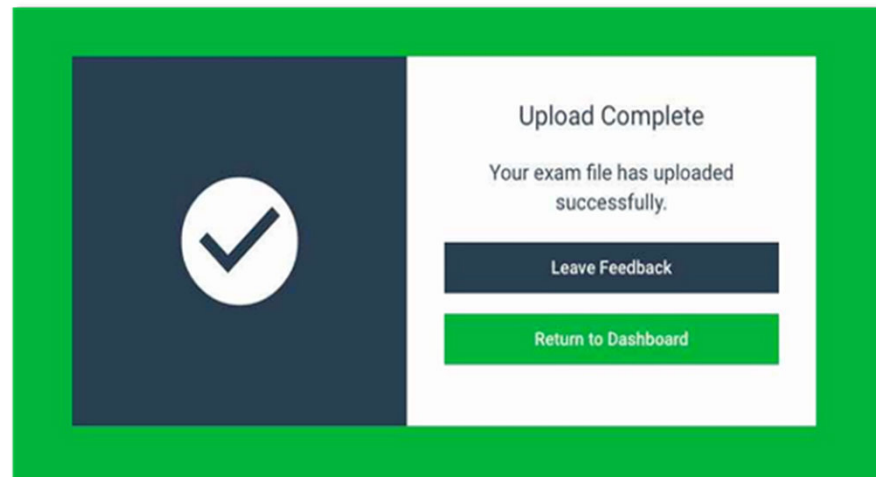 Upload Complete
Your exam file has uploaded
successfully.
Leave Feedback
Return to Dashboard